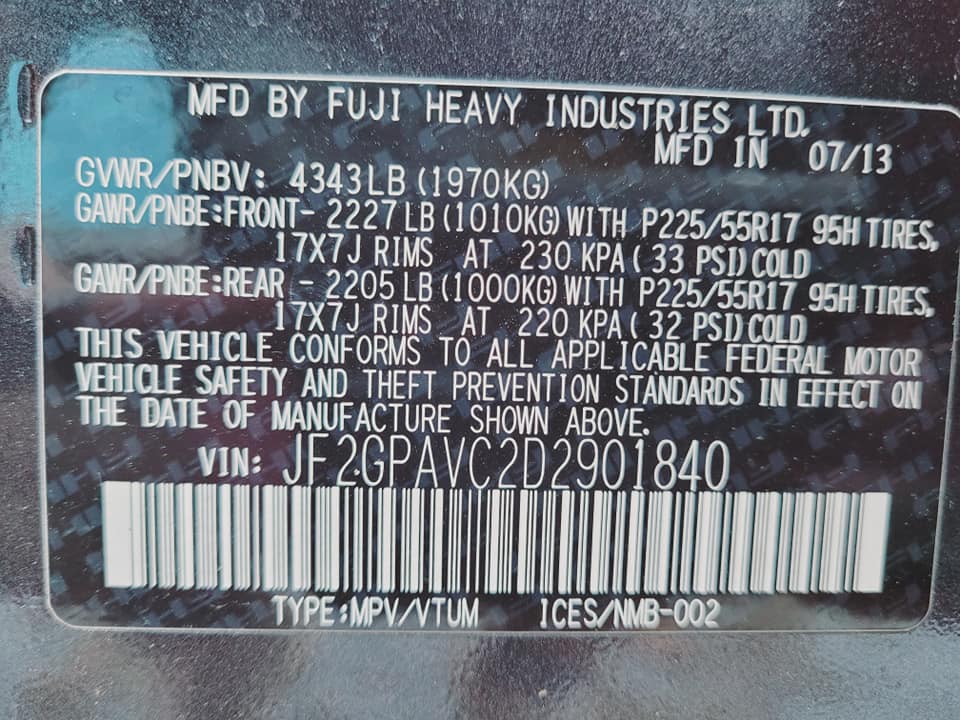 MFD BY FUJI HEAVY INDUSTRIES LTD.
MFD IN 07/13
GVWR/PNBV: 4343LB (1970KG)
GAWR/PNBE:FRONT- 2227LB (1010KG) WITH P225/55R17 95H TIRES,
17X7J RIMS AT 230 KPA ( 33 PSI) COLD
GAWR/PNBE:REAR - 2205LB (1000KG) WITH P225/55R17 95H TIRES,
17X7J RIMS AT 220 KPA ( 32 PSI) COLD
THIS VEHICLE CONFORMS TO ALL APPLICABLE FEDERAL MOTOR
VEHICLE SAFETY AND THEFT PREVENTION STANDARDS IN EFFECT ON
THE DATE OF MANUFACTURE SHOWN ABOVE.
VIN: JF2GPAVC2D2901840
TYPE:MPV/VTUM ICES/NMB-002